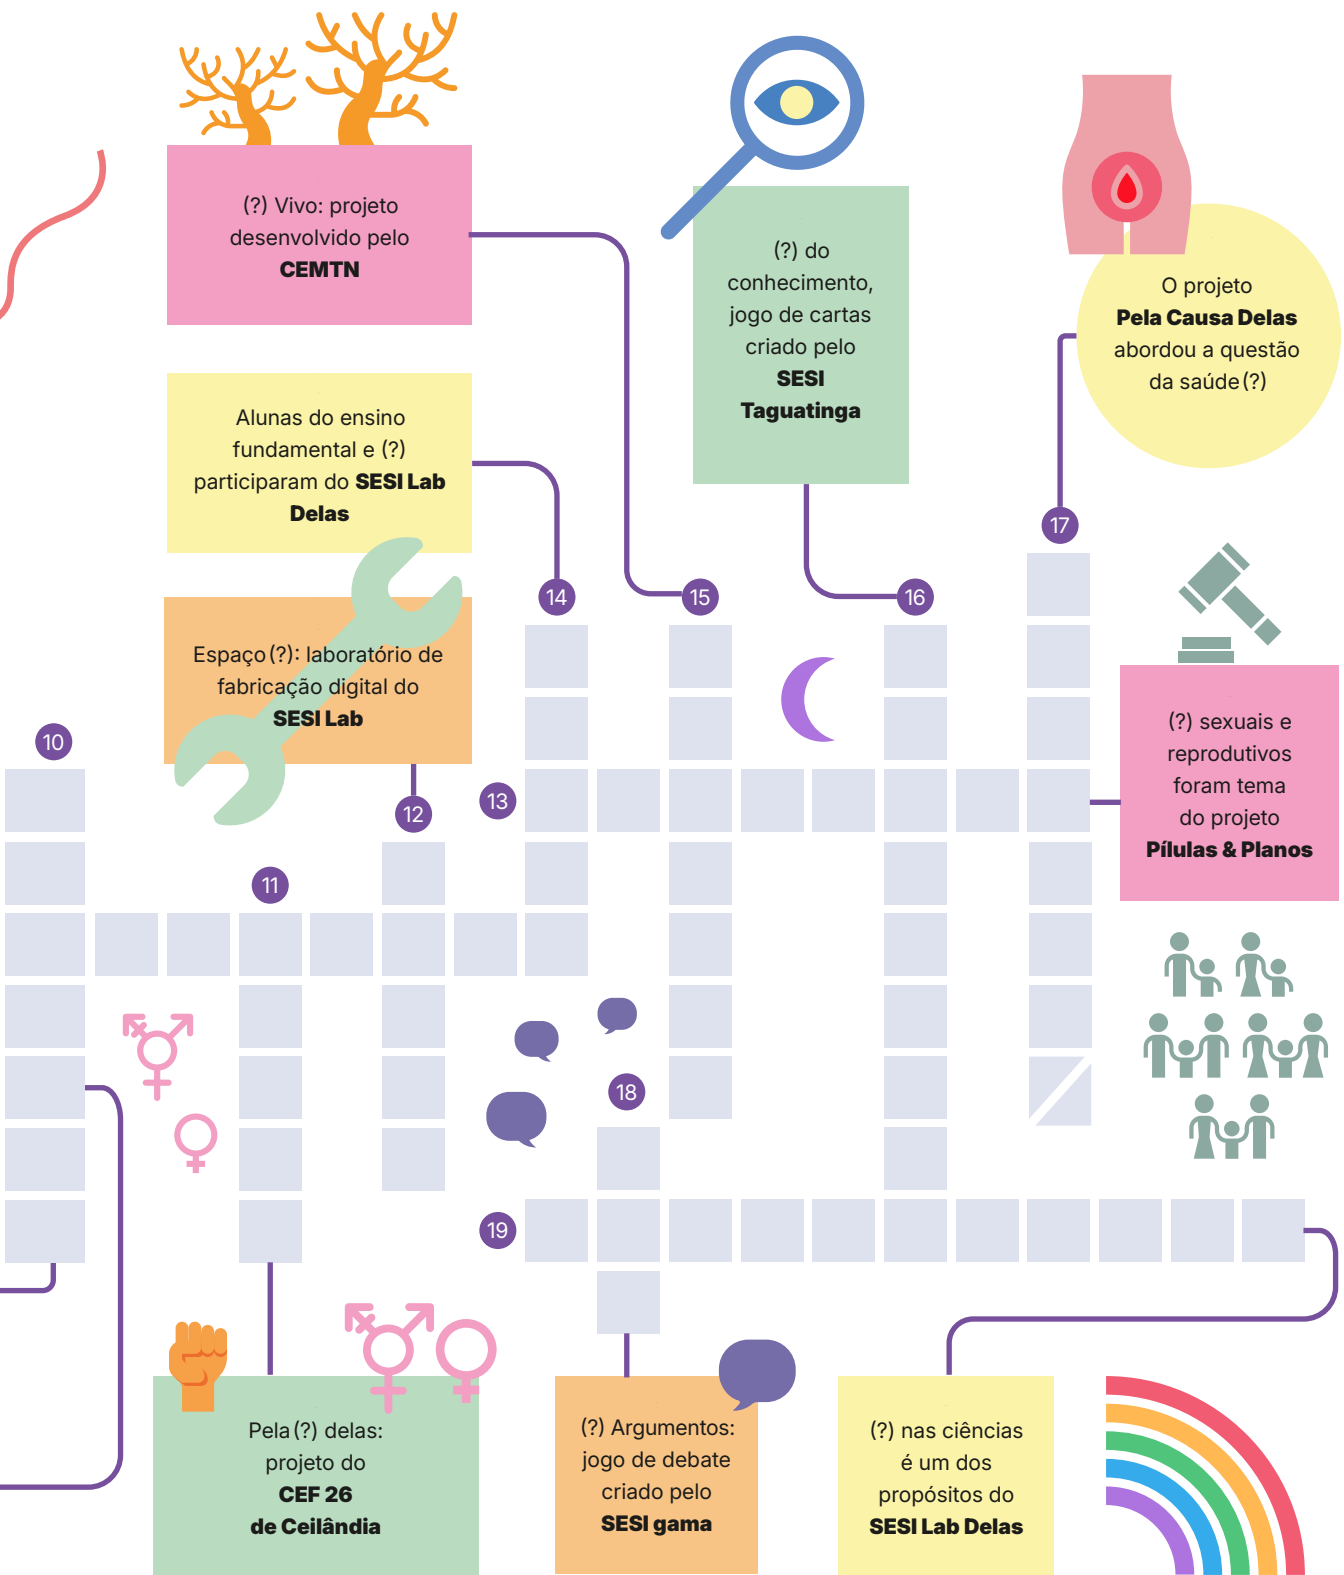 (?) Vivo: projeto
desenvolvido pelo
CEMTN
(?) do
conhecimento,
jogo de cartas
criado pelo
SESI
Taguatinga
O projeto
Pela Causa Delas
abordou a questão
da saúde (?)
Alunas do ensino
fundamental e (?)
participaram do SESI Lab
Delas
17
14
15
16
Espaço (?): laboratório de
fabricação digital do
SESI Lab
(?) sexuais e
reprodutivos
foram tema
do projeto
Pílulas & Planos
10
13
12
11
18
19
Pela (?) delas:
projeto do
CEF 26
de Ceilândia
(?) Argumentos:
jogo de debate
criado pelo
SESI gama
(?) nas ciências
é um dos
propósitos do
SESI Lab Delas